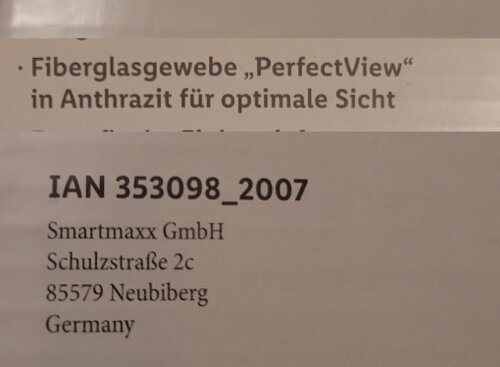 · Fiberglasgewebe „PerfectView“
in Anthrazit für optimale Sicht
IAN 353098_2007
Smartmaxx GmbH
Schulzstraße 2c
85579 Neubiberg
Germany